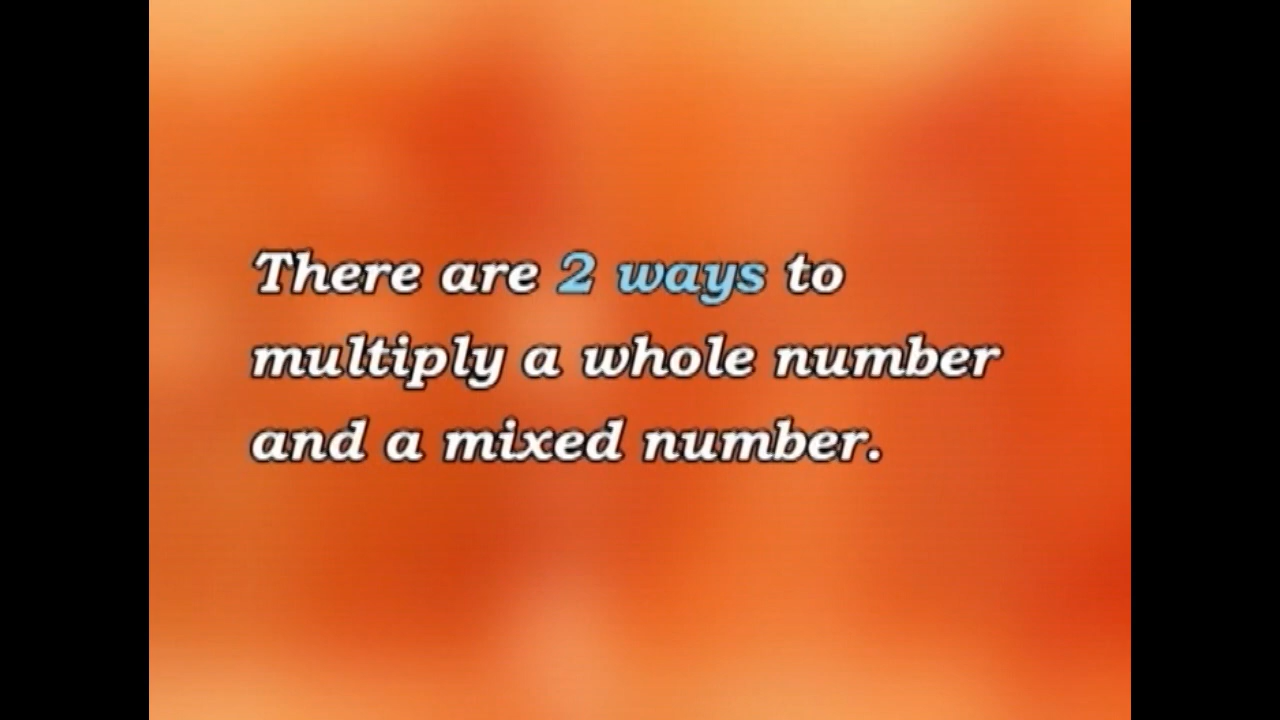 There are 2 ways to
multiply a whole number
and a mixed number.